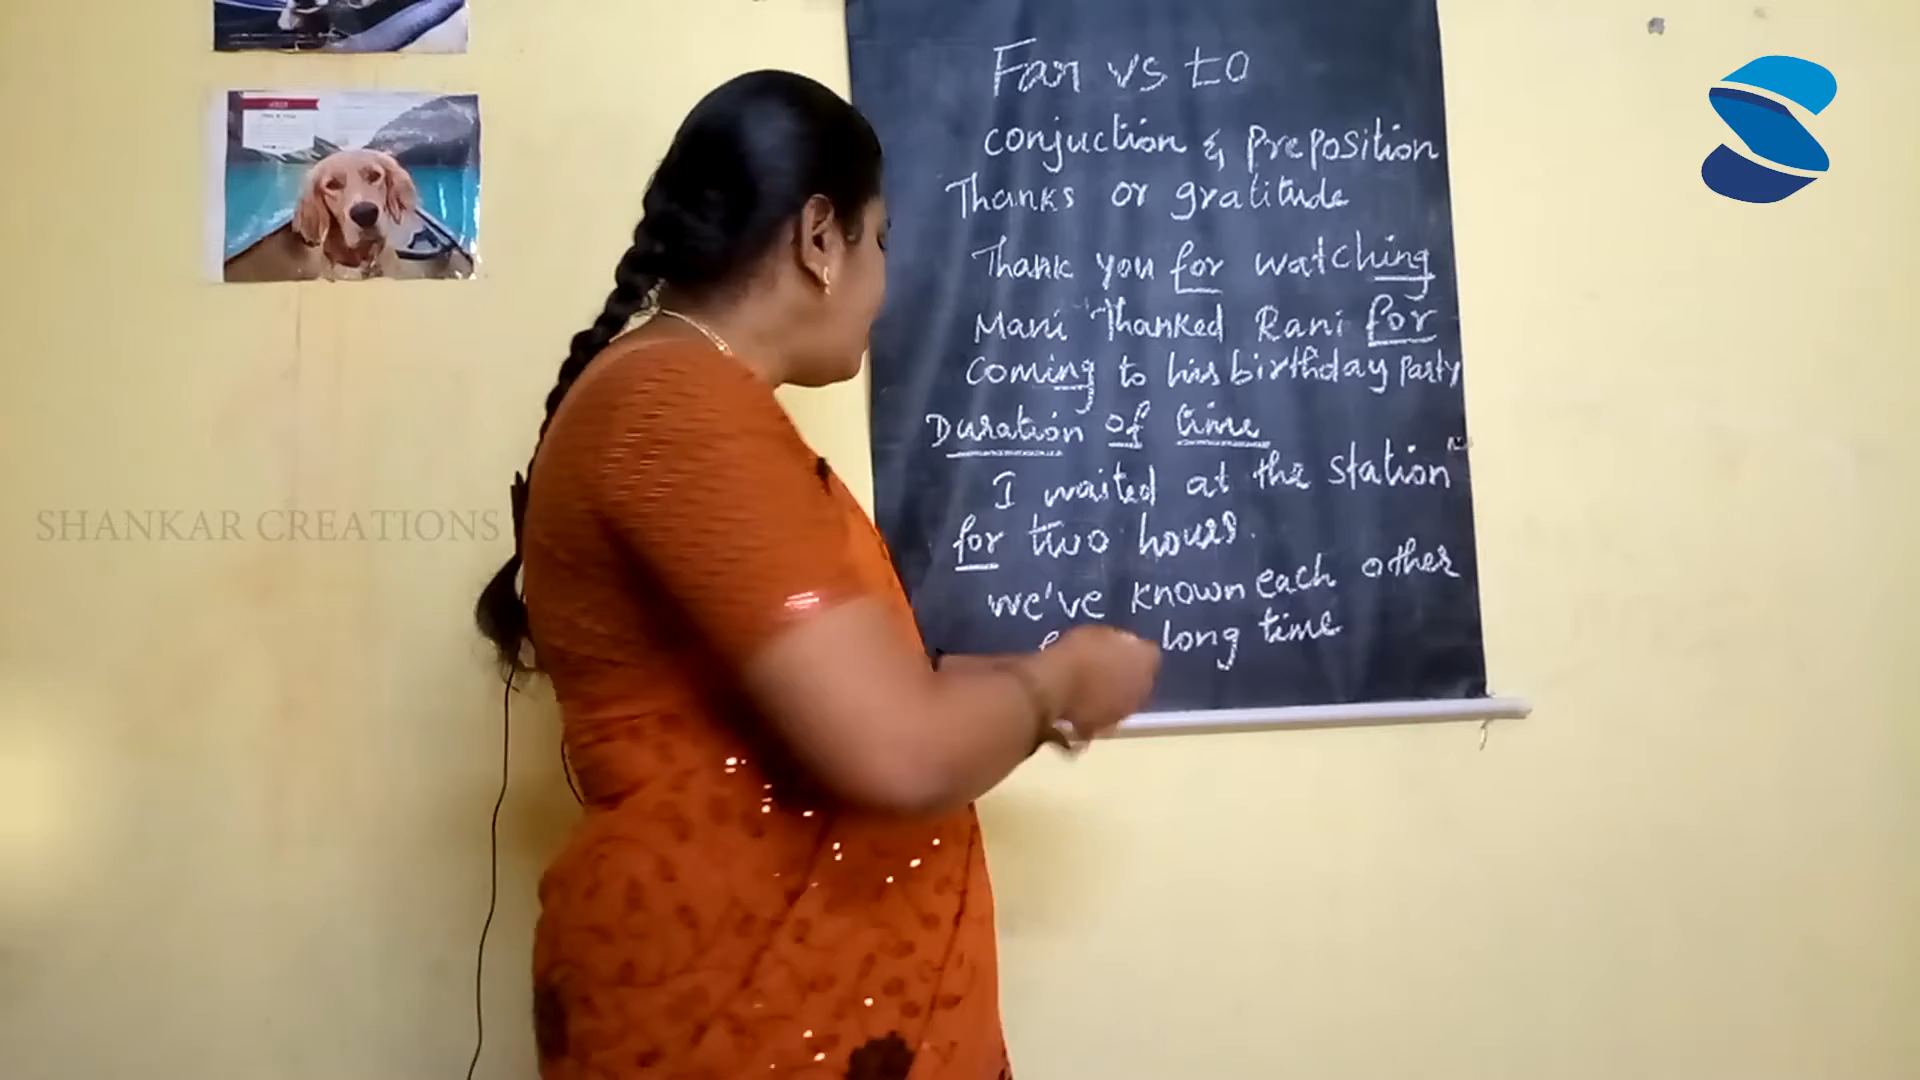 For vs to
conjuction & preposition
Thanks or gratitude
Thank you for watching
Mani Thanked Rani for
coming to his birthday party
Duration of time
I waited at the station
for two hours.
we've known each other
long time
SHANKAR CREATIONS